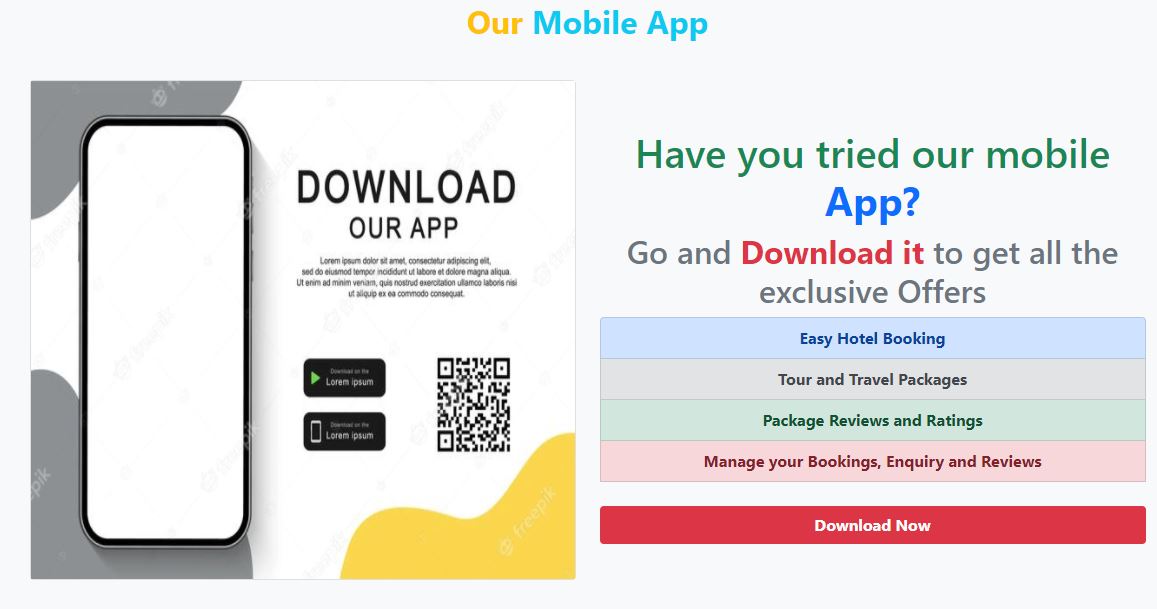 Our Mobile App
DOWNLOAD
OUR APP
Lorem ipsum dolor sit amet, consectetur adipiscing elit,
sed do eiusmod tempor incididunt ut labore et dolore magna aliqua.
Ut enim ad minim veniam, quis nostrud exercitation ullamco laboris nisi
ut aliquip ex ea commodo consequat.
Download on the
Lorem ipsum
Download on the
Lorem ipsum
freepik
Have you tried our mobile
App?
Go and Download it to get all the
exclusive Offers
Easy Hotel Booking
Tour and Travel Packages
Package Reviews and Ratings
Manage your Bookings, Enquiry and Reviews
Download Now